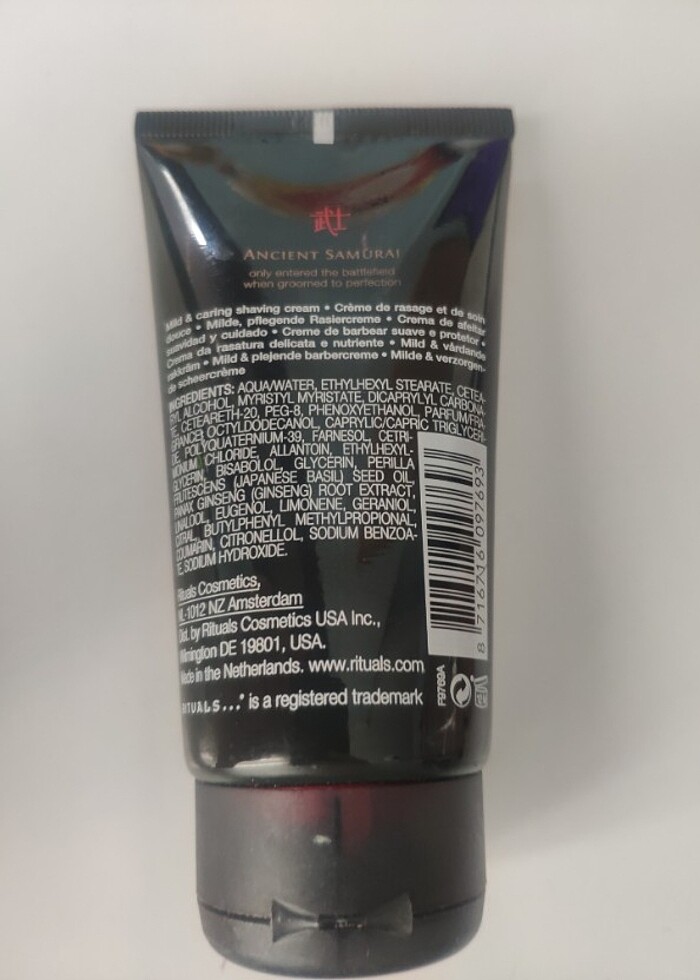 武士
ANCIENT SAMURAI
only entered the battlefield
when groomed to perfection
Mild & caring shaving cream • Crème de rasage et de soin
douce • Milde, pflegende Rasiercreme • Crema de afeitar
suavidad y cuidado • Creme de barbear suave e protetor •
Crema da rasatura delicata e nutriente • Mild & vårdande
rakkräm • Mild & plejende barbercreme • Milde & verzorgen-
de scheercrème
INGREDIENTS: AQUA/WATER, ETHYLHEXYL STEARATE, CETEA-
RYL ALCOHOL, MYRISTYL MYRISTATE, DICAPRYLYL CARBONA-
TE, CETEARETH-20, PEG-8, PHENOXYETHANOL, PARFUM/FRA-
GRANCE, OCTYLDODECANOL, CAPRYLIC/CAPRIC TRIGLYCERI-
DE, POLYQUATERNIUM-39, FARNESOL, CETRI-
MONIUM CHLORIDE, ALLANTOIN, ETHYLHEXYL-
GLYCERIN, BISABOLOL, GLYCERIN, PERILLA
FRUTESCENS (JAPANESE BASIL) SEED OIL,
PANAX GINSENG (GINSENG) ROOT EXTRACT,
LINALOOL, EUGENOL, LIMONENE, GERANIOL,
CITRAL, BUTYLPHENYL METHYLPROPIONAL,
COUMARIN, CITRONELLOL, SODIUM BENZOA-
TE, SODIUM HYDROXIDE.
Rituals Cosmetics,
NL-1012 NZ Amsterdam
Dist. by Rituals Cosmetics USA Inc.,
Wilmington DE 19801, USA.
Made in the Netherlands. www.rituals.com
RITUALS...® is a registered trademark
8 716716 097693
F9769A